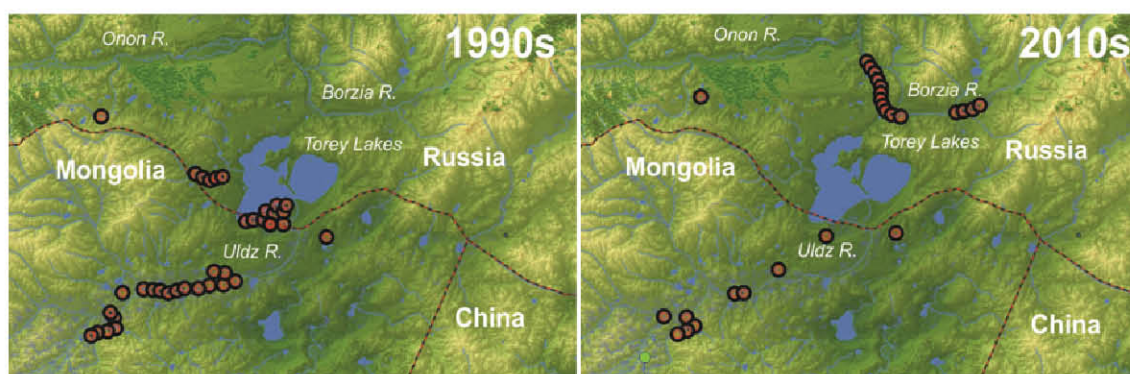 1990s
Onon R.
Borzia R.
Torey Lakes
Mongolia
Russia
Uldz R.
China
2010s
Onon R.
Borzia R.
Torey Lakes
Mongolia
Russia
Uldz R.
China